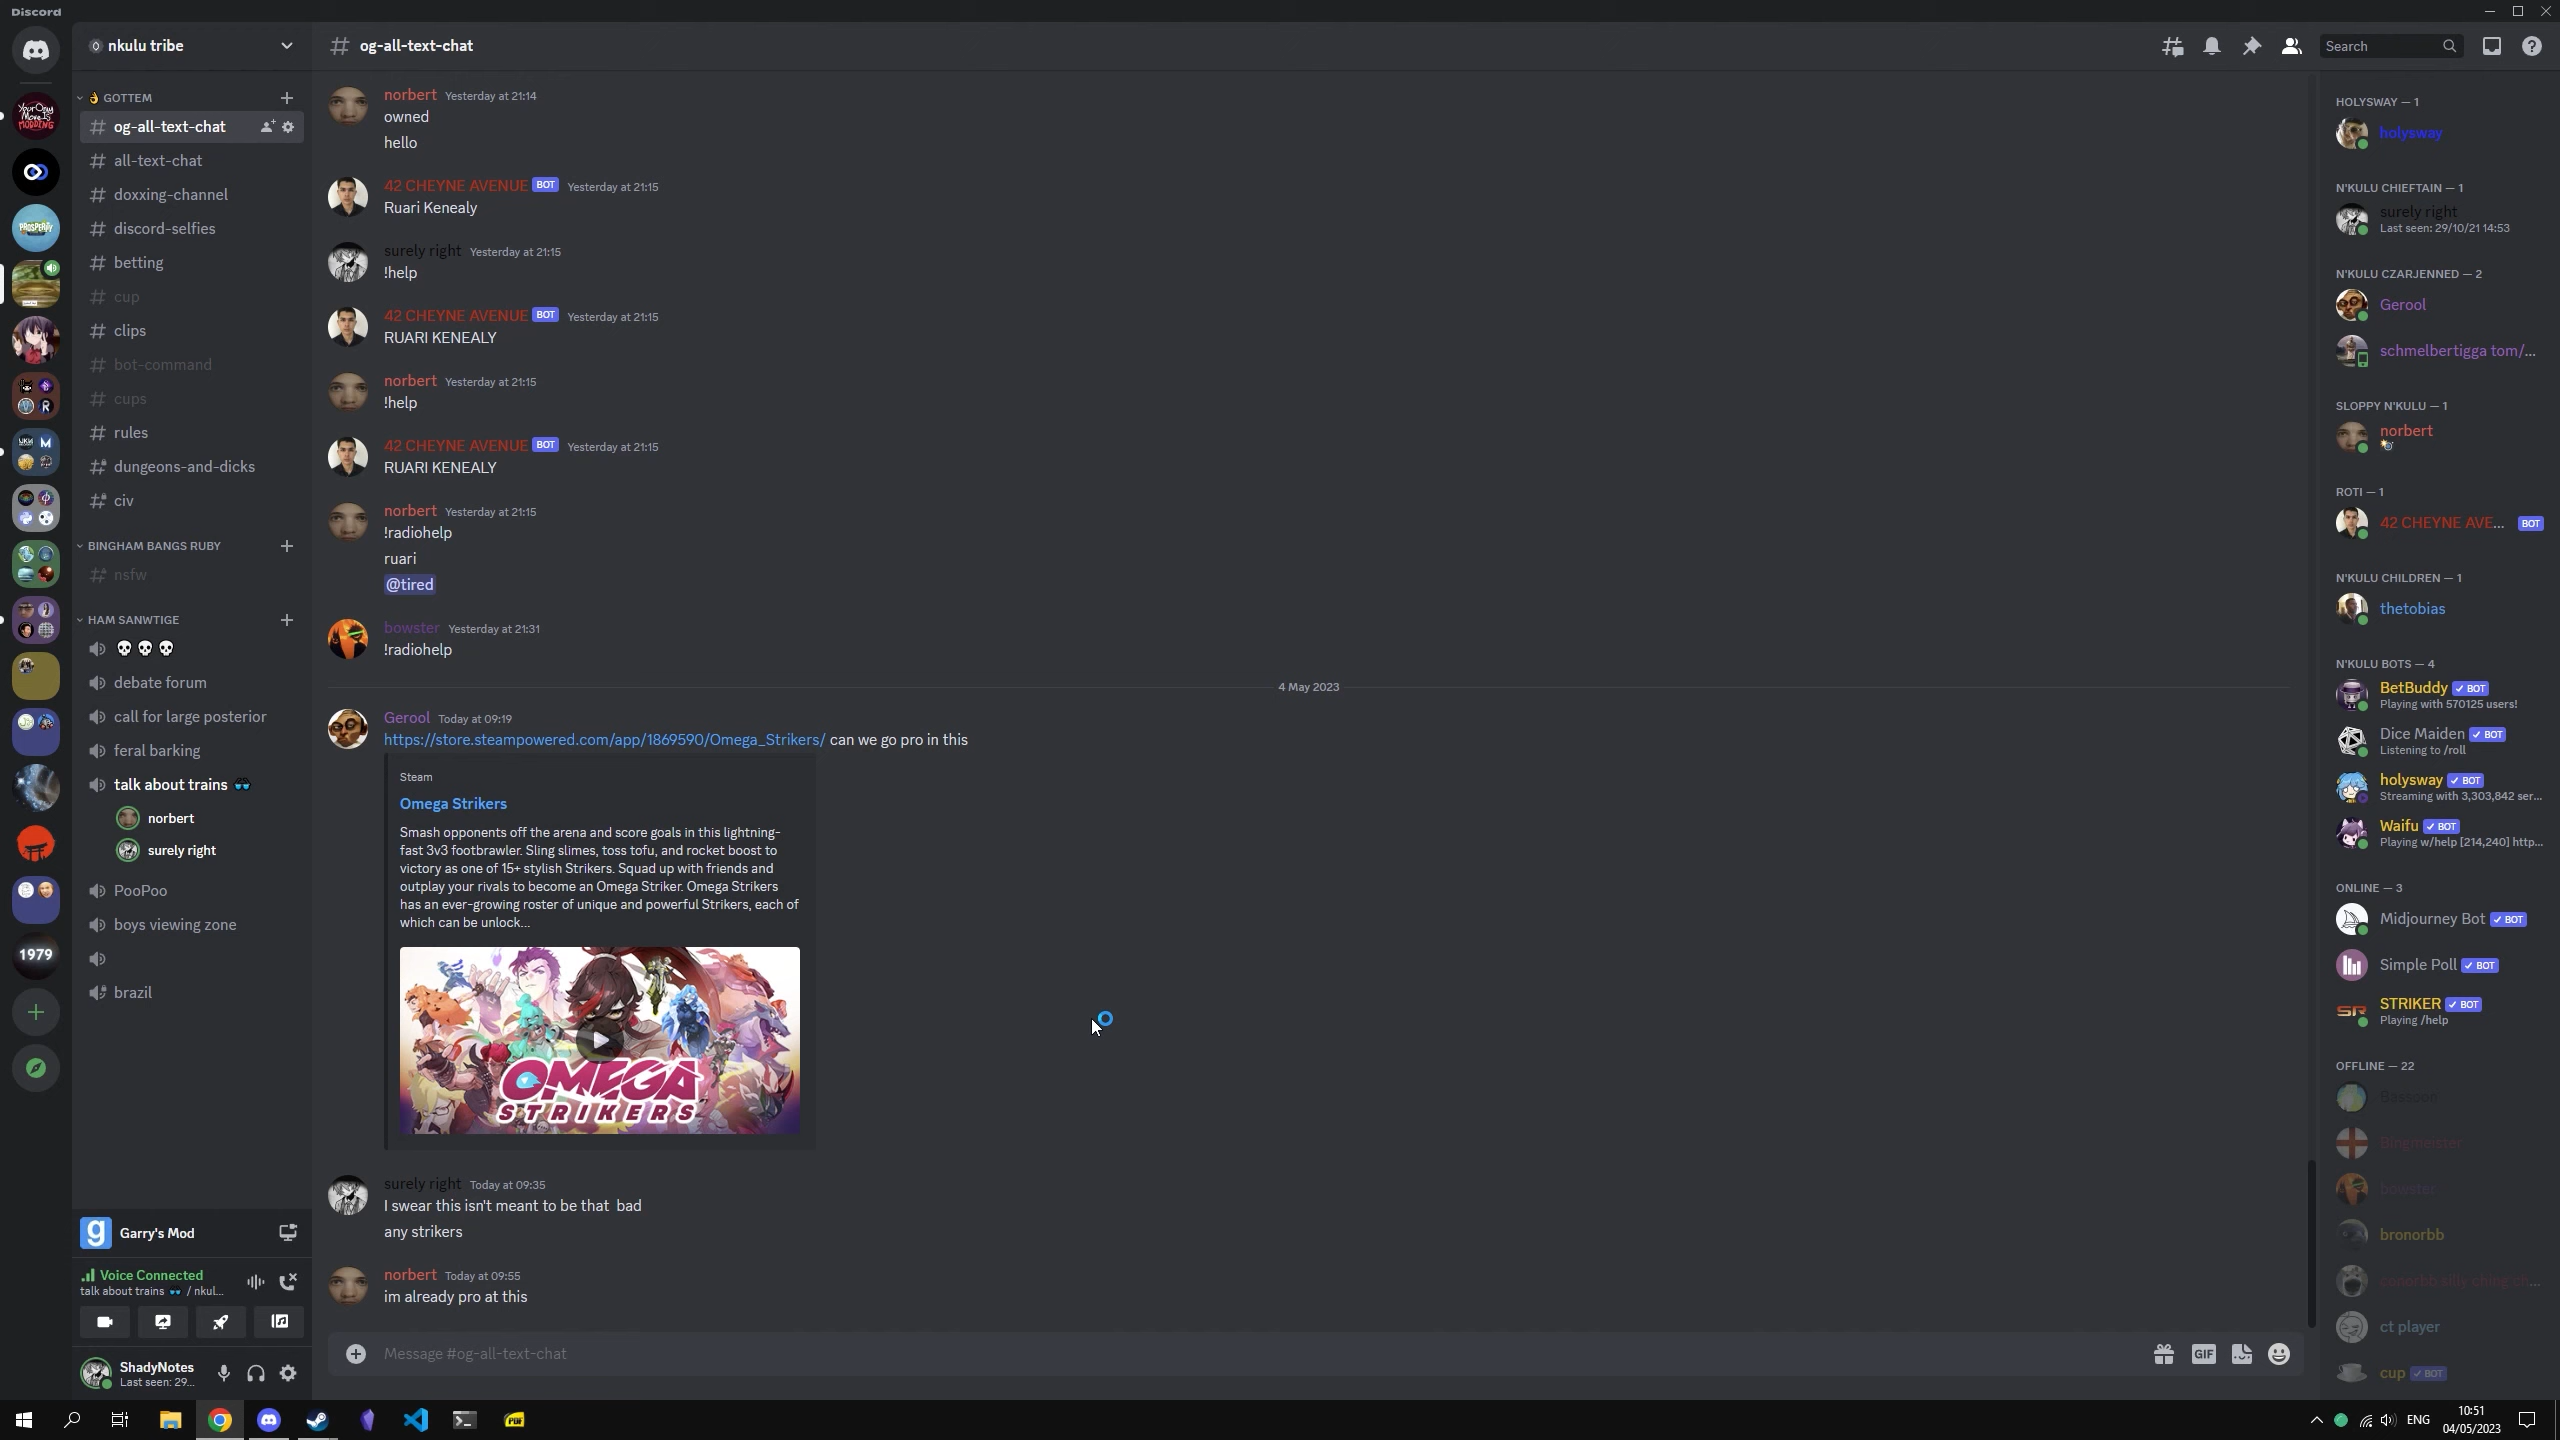 Discord
nkulu tribe
og-all-text-chat
Search
👌 GOTTEM
og-all-text-chat
all-text-chat
doxxing-channel
discord-selfies
betting
cup
clips
bot-command
cups
rules
dungeons-and-dicks
civ
BINGHAM BANGS RUBY
nsfw
HAM SANWTIGE
💀 💀 💀
debate forum
call for large posterior
feral barking
talk about trains
norbert
surely right
PooPoo
boys viewing zone
brazil
1979
Garry's Mod
Voice Connected
talk about trains / nkul...
ShadyNotes
Last seen: 29...
norbert Yesterday at 21:14
owned
hello
42 CHEYNE AVENUE BOT Yesterday at 21:15
Ruari Kenealy
surely right Yesterday at 21:15
!help
42 CHEYNE AVENUE BOT Yesterday at 21:15
RUARI KENEALY
norbert Yesterday at 21:15
!help
42 CHEYNE AVENUE BOT Yesterday at 21:15
RUARI KENEALY
norbert Yesterday at 21:15
!radiohelp
ruari
@tired
bowster Yesterday at 21:31
!radiohelp
4 May 2023
Gerool Today at 09:19
https://store.steampowered.com/app/1869590/Omega_Strikers/ can we go pro in this
Steam
Omega Strikers
Smash opponents off the arena and score goals in this lightning-
fast 3v3 footbrawler. Sling slimes, toss tofu, and rocket boost to
victory as one of 15+ stylish Strikers. Squad up with friends and
outplay your rivals to become an Omega Striker. Omega Strikers
has an ever-growing roster of unique and powerful Strikers, each of
which can be unlock...
OMEGA
STRIKERS
surely right Today at 09:35
I swear this isn't meant to be that  bad
any strikers
norbert Today at 09:55
im already pro at this
Message #og-all-text-chat
GIF
HOLYSWAY — 1
holysway
N'KULU CHIEFTAIN — 1
surely right
Last seen: 29/10/21 14:53
N'KULU CZARJENNED — 2
Gerool
schmelbertigga tom/...
SLOPPY N'KULU — 1
norbert
ROTI — 1
42 CHEYNE AVE... BOT
N'KULU CHILDREN — 1
thetobias
N'KULU BOTS — 4
BetBuddy ✓ BOT
Playing with 570125 users!
Dice Maiden ✓ BOT
Listening to /roll
holysway ✓ BOT
Streaming with 3,303,842 ser...
Waifu ✓ BOT
Playing w/help [214,240] http...
ONLINE — 3
Midjourney Bot ✓ BOT
Simple Poll ✓ BOT
STRIKER ✓ BOT
Playing /help
OFFLINE — 22
Bassoon
Bingmeister
bowster
bronorbb
ct player
cup ✓ BOT
ENG
10:51
04/05/2023